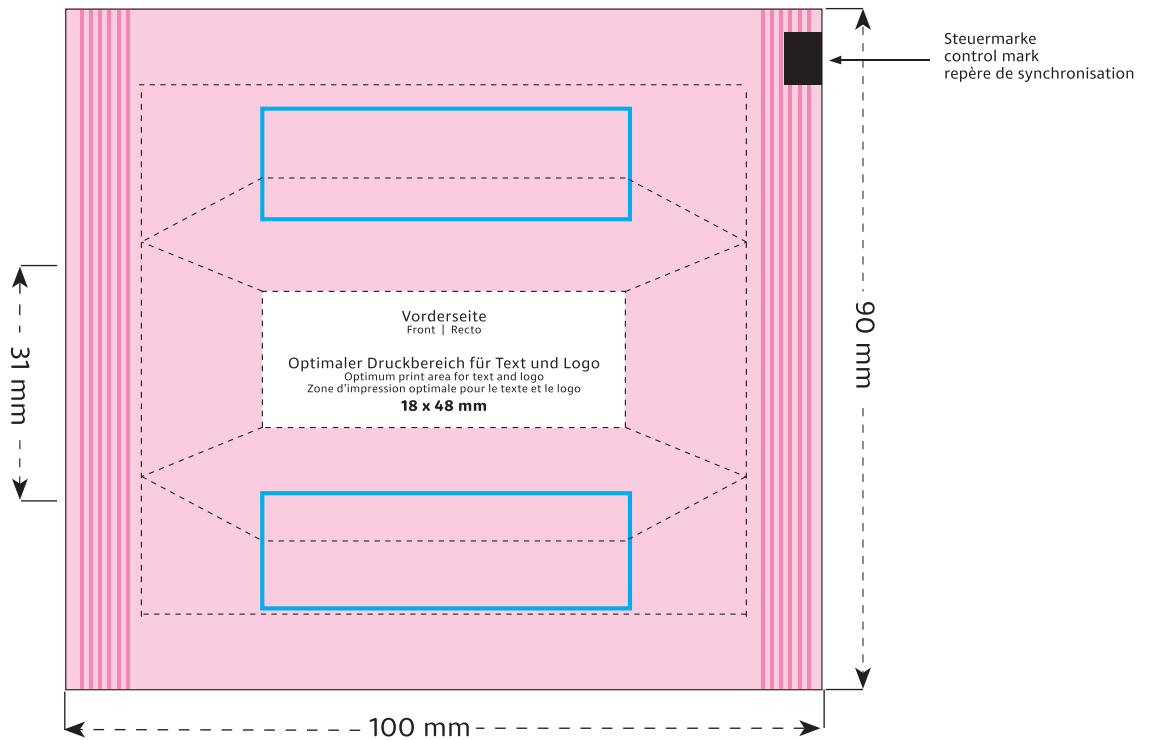 Steuermarke
control mark
repère de synchronisation
Vorderseite
Front | Recto
Optimaler Druckbereich für Text und Logo
Optimum print area for text and logo
Zone d'impression optimale pour le texte et le logo
18 x 48 mm
31 mm
90 mm
100 mm